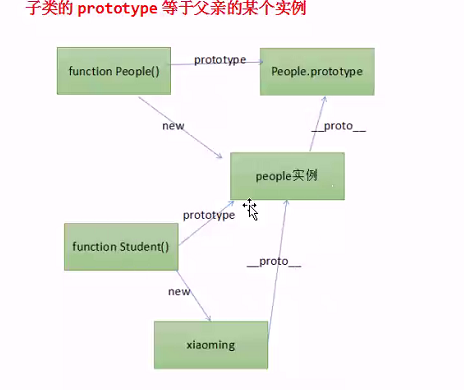 子类的 prototype 等于父亲的某个实例
function People()
prototype
People.prototype
new
__proto__
people实例
prototype
function Student()
__proto__
new
xiaoming